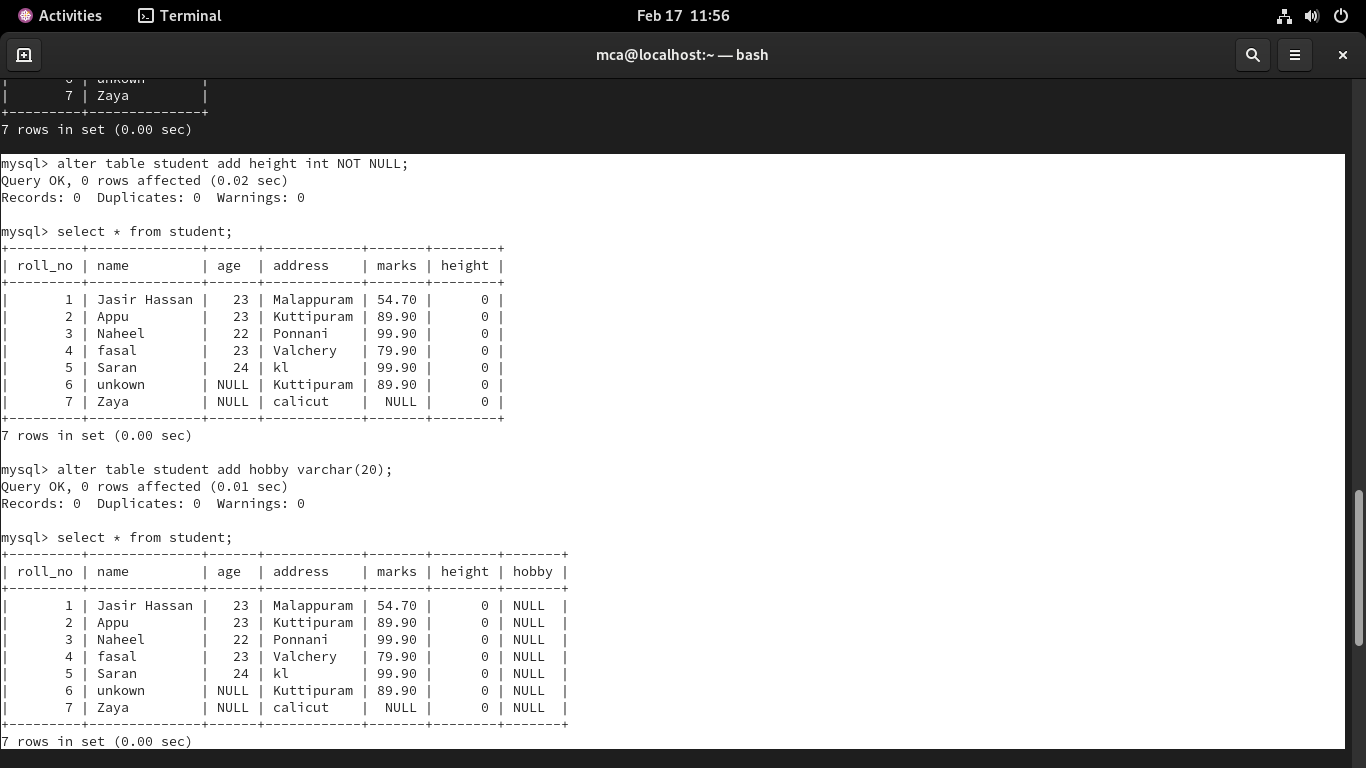 Activities Terminal Feb 17 11:56
mca@localhost:~ — bash
|       6 | unkown       |
|       7 | Zaya         |
+---------+--------------+
7 rows in set (0.00 sec)
mysql> alter table student add height int NOT NULL;
Query OK, 0 rows affected (0.02 sec)
Records: 0  Duplicates: 0  Warnings: 0
mysql> select * from student;
+---------+--------------+------+------------+-------+--------+
| roll_no | name         | age  | address    | marks | height |
+---------+--------------+------+------------+-------+--------+
|       1 | Jasir Hassan |   23 | Malappuram | 54.70 |      0 |
|       2 | Appu         |   23 | Kuttipuram | 89.90 |      0 |
|       3 | Naheel       |   22 | Ponnani    | 99.90 |      0 |
|       4 | fasal        |   23 | Valchery   | 79.90 |      0 |
|       5 | Saran        |   24 | kl         | 99.90 |      0 |
|       6 | unkown       | NULL | Kuttipuram | 89.90 |      0 |
|       7 | Zaya         | NULL | calicut    |  NULL |      0 |
+---------+--------------+------+------------+-------+--------+
7 rows in set (0.00 sec)
mysql> alter table student add hobby varchar(20);
Query OK, 0 rows affected (0.01 sec)
Records: 0  Duplicates: 0  Warnings: 0
mysql> select * from student;
+---------+--------------+------+------------+-------+--------+-------+
| roll_no | name         | age  | address    | marks | height | hobby |
+---------+--------------+------+------------+-------+--------+-------+
|       1 | Jasir Hassan |   23 | Malappuram | 54.70 |      0 | NULL  |
|       2 | Appu         |   23 | Kuttipuram | 89.90 |      0 | NULL  |
|       3 | Naheel       |   22 | Ponnani    | 99.90 |      0 | NULL  |
|       4 | fasal        |   23 | Valchery   | 79.90 |      0 | NULL  |
|       5 | Saran        |   24 | kl         | 99.90 |      0 | NULL  |
|       6 | unkown       | NULL | Kuttipuram | 89.90 |      0 | NULL  |
|       7 | Zaya         | NULL | calicut    |  NULL |      0 | NULL  |
+---------+--------------+------+------------+-------+--------+-------+
7 rows in set (0.00 sec)